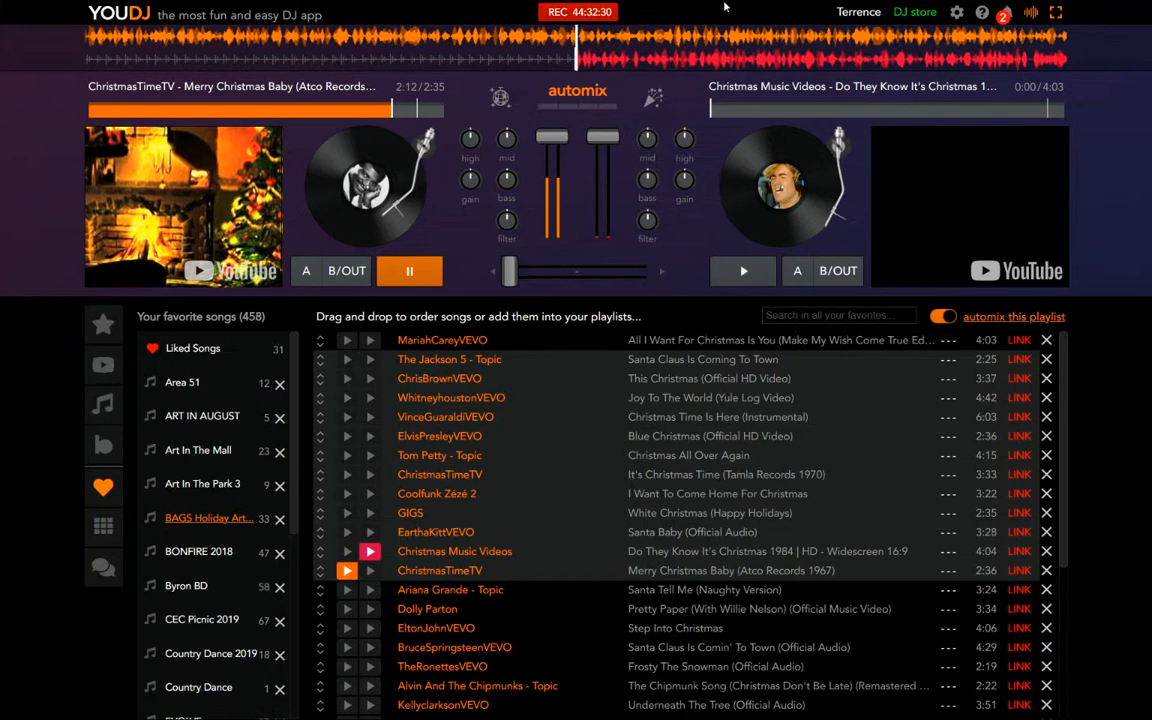 YOUDJ the most fun and easy DJ app
REC 44:32:30
Terrence DJ store 2
ChristmasTimeTV - Merry Christmas Baby (Atco Records... 2:12/2:35
automix
Christmas Music Videos - Do They Know It's Christmas 1... 0:00/4:03
high mid mid high
gain bass bass gain
filter filter
YouTube A B/OUT A B/OUT YouTube
Your favorite songs (458)
Drag and drop to order songs or add them into your playlists...
Search in all your favorites...
automix this playlist
Liked Songs 31
Area 51 12
ART IN AUGUST 5
Art In The Mall 23
Art In The Park 3 9
BAGS Holiday Art... 33
BONFIRE 2018 47
Byron BD 58
CEC Picnic 2019 67
Country Dance 2019 18
Country Dance 1
MariahCareyVEVO All I Want For Christmas Is You (Make My Wish Come True Ed... --- 4:03 LINK
The Jackson 5 - Topic Santa Claus Is Coming To Town --- 2:25 LINK
ChrisBrownVEVO This Christmas (Official HD Video) --- 3:37 LINK
WhitneyhoustonVEVO Joy To The World (Yule Log Video) --- 4:42 LINK
VinceGuaraldiVEVO Christmas Time Is Here (Instrumental) --- 6:03 LINK
ElvisPresleyVEVO Blue Christmas (Official HD Video) --- 2:36 LINK
Tom Petty - Topic Christmas All Over Again --- 4:15 LINK
ChristmasTimeTV It's Christmas Time (Tamla Records 1970) --- 3:33 LINK
Coolfunk Zézé 2 I Want To Come Home For Christmas --- 3:22 LINK
GIGS White Christmas (Happy Holidays) --- 2:35 LINK
EarthaKittVEVO Santa Baby (Official Audio) --- 3:28 LINK
Christmas Music Videos Do They Know It's Christmas 1984 | HD - Widescreen 16:9 --- 4:04 LINK
ChristmasTimeTV Merry Christmas Baby (Atco Records 1967) --- 2:36 LINK
Ariana Grande - Topic Santa Tell Me (Naughty Version) --- 3:24 LINK
Dolly Parton Pretty Paper (With Willie Nelson) (Official Music Video) --- 3:34 LINK
EltonJohnVEVO Step Into Christmas --- 4:06 LINK
BruceSpringsteenVEVO Santa Claus Is Comin' To Town (Official Audio) --- 4:29 LINK
TheRonettesVEVO Frosty The Snowman (Official Audio) --- 2:19 LINK
Alvin And The Chipmunks - Topic The Chipmunk Song (Christmas Don't Be Late) (Remastered ... --- 2:22 LINK
KellyclarksonVEVO Underneath The Tree (Official Audio) --- 3:51 LINK